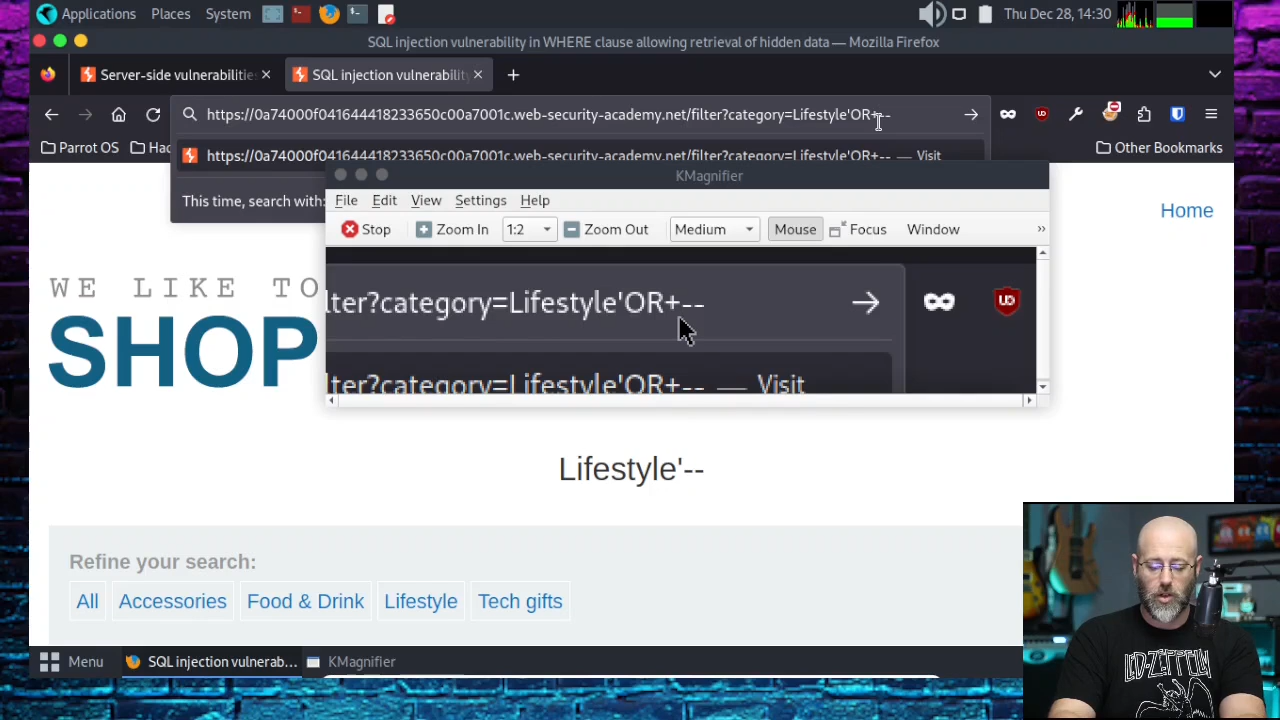 Applications Places System Thu Dec 28, 14:30
SQL injection vulnerability in WHERE clause allowing retrieval of hidden data — Mozilla Firefox
Server-side vulnerabilities SQL injection vulnerability
https://0a74000f041644418233650c00a7001c.web-security-academy.net/filter?category=Lifestyle'OR+--
Parrot OS Hac Other Bookmarks
https://0a74000f041644418233650c00a7001c.web-security-academy.net/filter?category=Lifestyle'OR+-- — Visit
This time, search with:
KMagnifier
File Edit View Settings Help
Stop Zoom In 1:2 Zoom Out Medium Mouse Focus Window »
lter?category=Lifestyle'OR+--
lter?category=Lifestyle'OR+-- — Visit
Home
WE LIKE TO
SHOP
Lifestyle'--
Refine your search:
All Accessories Food & Drink Lifestyle Tech gifts
Menu SQL injection vulnerab... KMagnifier
LED-ZEPPELIN